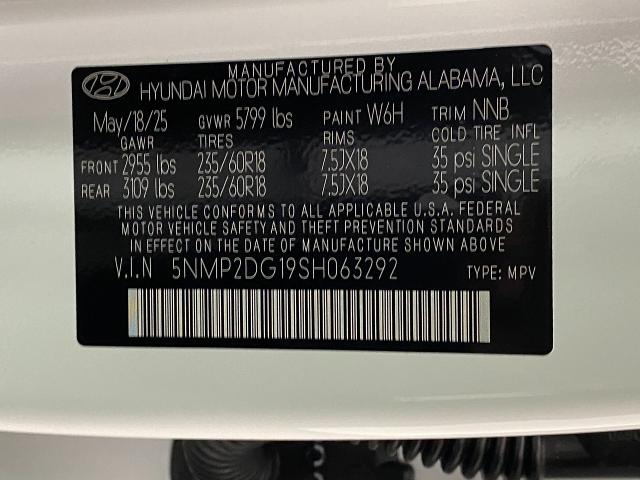 MANUFACTURED BY
HYUNDAI MOTOR MANUFACTURING ALABAMA, LLC
May/18/25 GVWR 5799 lbs PAINT W6H TRIM NNB
GAWR TIRES RIMS COLD TIRE INFL
FRONT 2955 lbs 235/60R18 7.5JX18 35 psi SINGLE
REAR 3109 lbs 235/60R18 7.5JX18 35 psi SINGLE
THIS VEHICLE CONFORMS TO ALL APPLICABLE U.S.A. FEDERAL
MOTOR VEHICLE SAFETY AND THEFT PREVENTION STANDARDS
IN EFFECT ON THE DATE OF MANUFACTURE SHOWN ABOVE
V.I.N 5NMP2DG19SH063292 TYPE: MPV